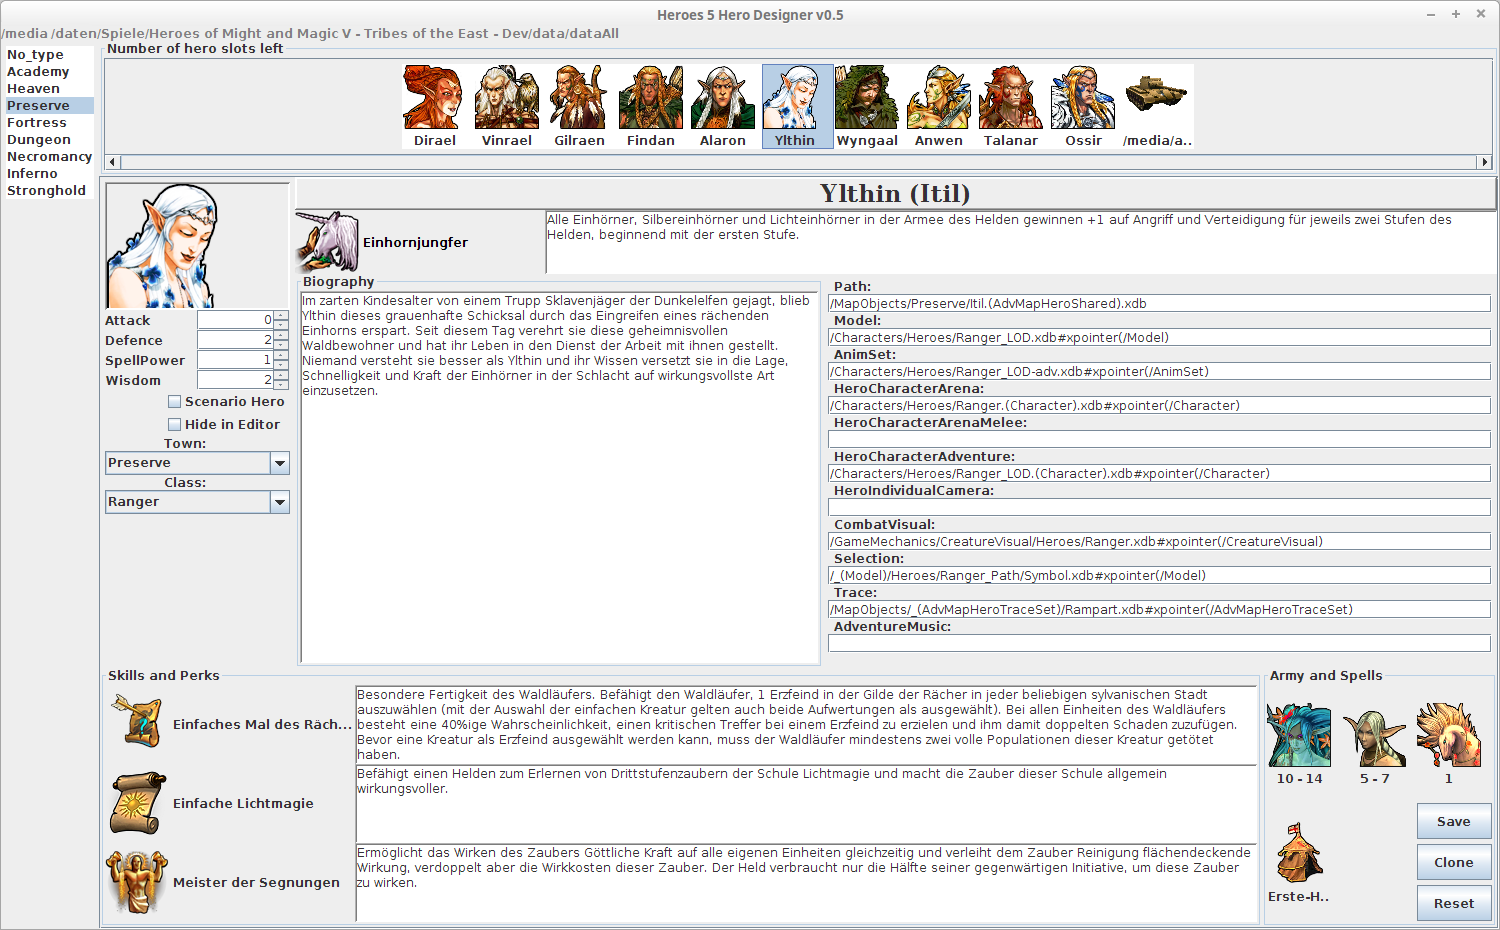 Heroes 5 Hero Designer v0.5
/media /daten/Spiele/Heroes of Might and Magic V - Tribes of the East - Dev/data/dataAll
No_type
Academy
Heaven
Preserve
Fortress
Dungeon
Necromancy
Inferno
Stronghold
Number of hero slots left
Dirael Vinrael Gilraen Findan Alaron Ylthin Wyngaal Anwen Talanar Ossir /media/a..
Ylthin (Itil)
Einhornjungfer
Alle Einhörner, Silbereinhörner und Lichteinhörner in der Armee des Helden gewinnen +1 auf Angriff und Verteidigung für jeweils zwei Stufen des
Helden, beginnend mit der ersten Stufe.
Attack 0
Defence 2
SpellPower 1
Wisdom 2
Scenario Hero
Hide in Editor
Town:
Preserve
Class:
Ranger
Biography
Im zarten Kindesalter von einem Trupp Sklavenjäger der Dunkelelfen gejagt, blieb
Ylthin dieses grauenhafte Schicksal durch das Eingreifen eines rächenden
Einhorns erspart. Seit diesem Tag verehrt sie diese geheimnisvollen
Waldbewohner und hat ihr Leben in den Dienst der Arbeit mit ihnen gestellt.
Niemand versteht sie besser als Ylthin und ihr Wissen versetzt sie in die Lage,
Schnelligkeit und Kraft der Einhörner in der Schlacht auf wirkungsvollste Art
einzusetzen.
Path:
/MapObjects/Preserve/Itil.(AdvMapHeroShared).xdb
Model:
/Characters/Heroes/Ranger_LOD.xdb#xpointer(/Model)
AnimSet:
/Characters/Heroes/Ranger_LOD-adv.xdb#xpointer(/AnimSet)
HeroCharacterArena:
/Characters/Heroes/Ranger.(Character).xdb#xpointer(/Character)
HeroCharacterArenaMelee:
HeroCharacterAdventure:
/Characters/Heroes/Ranger_LOD.(Character).xdb#xpointer(/Character)
HeroIndividualCamera:
CombatVisual:
/GameMechanics/CreatureVisual/Heroes/Ranger.xdb#xpointer(/CreatureVisual)
Selection:
/_(Model)/Heroes/Ranger_Path/Symbol.xdb#xpointer(/Model)
Trace:
/MapObjects/_(AdvMapHeroTraceSet)/Rampart.xdb#xpointer(/AdvMapHeroTraceSet)
AdventureMusic:
Skills and Perks
Einfaches Mal des Räch...
Besondere Fertigkeit des Waldläufers. Befähigt den Waldläufer, 1 Erzfeind in der Gilde der Rächer in jeder beliebigen sylvanischen Stadt
auszuwählen (mit der Auswahl der einfachen Kreatur gelten auch beide Aufwertungen als ausgewählt). Bei allen Einheiten des Waldläufers
besteht eine 40%ige Wahrscheinlichkeit, einen kritischen Treffer bei einem Erzfeind zu erzielen und ihm damit doppelten Schaden zuzufügen.
Bevor eine Kreatur als Erzfeind ausgewählt werden kann, muss der Waldläufer mindestens zwei volle Populationen dieser Kreatur getötet
haben.
Einfache Lichtmagie
Befähigt einen Helden zum Erlernen von Drittstufenzaubern der Schule Lichtmagie und macht die Zauber dieser Schule allgemein
wirkungsvoller.
Meister der Segnungen
Ermöglicht das Wirken des Zaubers Göttliche Kraft auf alle eigenen Einheiten gleichzeitig und verleiht dem Zauber Reinigung flächendeckende
Wirkung, verdoppelt aber die Wirkkosten dieser Zauber. Der Held verbraucht nur die Hälfte seiner gegenwärtigen Initiative, um diese Zauber
zu wirken.
Army and Spells
10 - 14 5 - 7 1
Erste-H..
Save
Clone
Reset